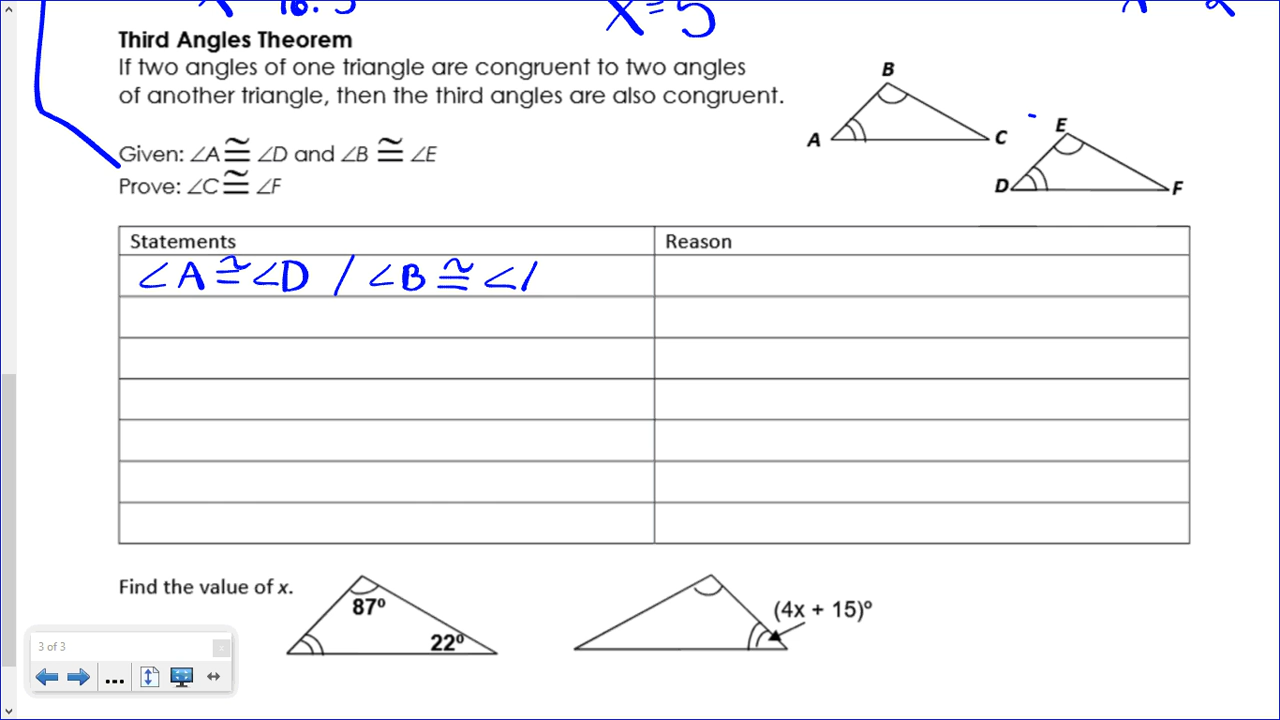 x = 5
Third Angles Theorem
If two angles of one triangle are congruent to two angles
of another triangle, then the third angles are also congruent.
Given: ∠A ≅ ∠D and ∠B ≅ ∠E
Prove: ∠C ≅ ∠F
B
A
C
E
D
F
Statements
Reason
∠A ≅ ∠D / ∠B ≅ ∠
Find the value of x.
87º
22º
(4x + 15)º
3 of 3